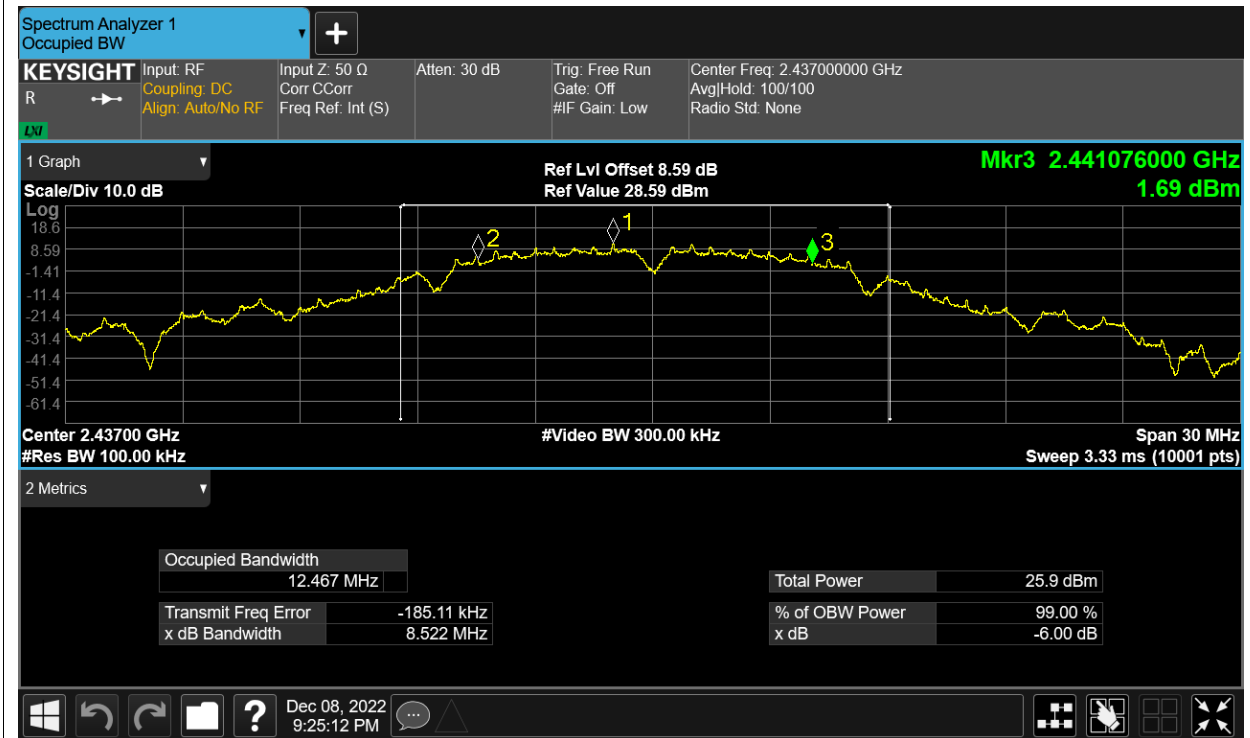 Spectrum Analyzer 1
Occupied BW
KEYSIGHT
R
LXI
Input: RF
Coupling: DC
Align: Auto/No RF
Input Z: 50 Ω
Corr CCorr
Freq Ref: Int (S)
Atten: 30 dB
Trig: Free Run
Gate: Off
#IF Gain: Low
Center Freq: 2.437000000 GHz
Avg|Hold: 100/100
Radio Std: None
1 Graph
Scale/Div 10.0 dB
Ref Lvl Offset 8.59 dB
Ref Value 28.59 dBm
Mkr3 2.441076000 GHz
1.69 dBm
Log
18.6
8.59
-1.41
-11.4
-21.4
-31.4
-41.4
-51.4
-61.4
2
1
3
Center 2.43700 GHz
#Res BW 100.00 kHz
#Video BW 300.00 kHz
Span 30 MHz
Sweep 3.33 ms (10001 pts)
2 Metrics
Occupied Bandwidth
12.467 MHz
Transmit Freq Error -185.11 kHz
x dB Bandwidth 8.522 MHz
Total Power 25.9 dBm
% of OBW Power 99.00 %
x dB -6.00 dB
Dec 08, 2022
9:25:12 PM